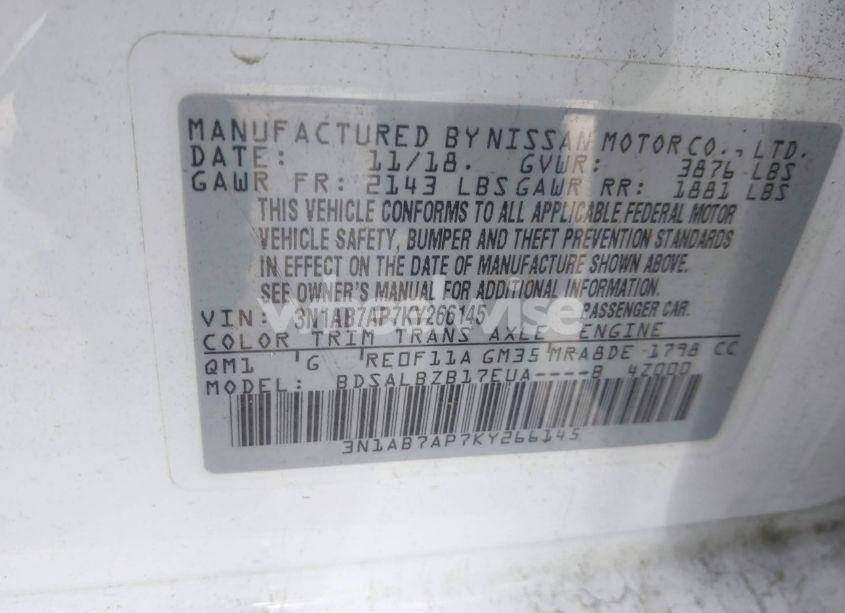 MANUFACTURED BY NISSAN MOTOR CO., LTD.
DATE: 11/18. GVWR: 3876 LBS
GAWR FR: 2143 LBS GAWR RR: 1881 LBS
THIS VEHICLE CONFORMS TO ALL APPLICABLE FEDERAL MOTOR
VEHICLE SAFETY, BUMPER AND THEFT PREVENTION STANDARDS
IN EFFECT ON THE DATE OF MANUFACTURE SHOWN ABOVE.
SEE OWNER'S MANUAL FOR ADDITIONAL INFORMATION.
VIN: 3N1AB7AP7KY266145 PASSENGER CAR.
COLOR TRIM TRANS AXLE ENGINE
QM1 G RE0F11A GM35 MRA8DE 1798 CC
MODEL: BDSALBZB17EUA----B 4Z000
3N1AB7AP7KY266145